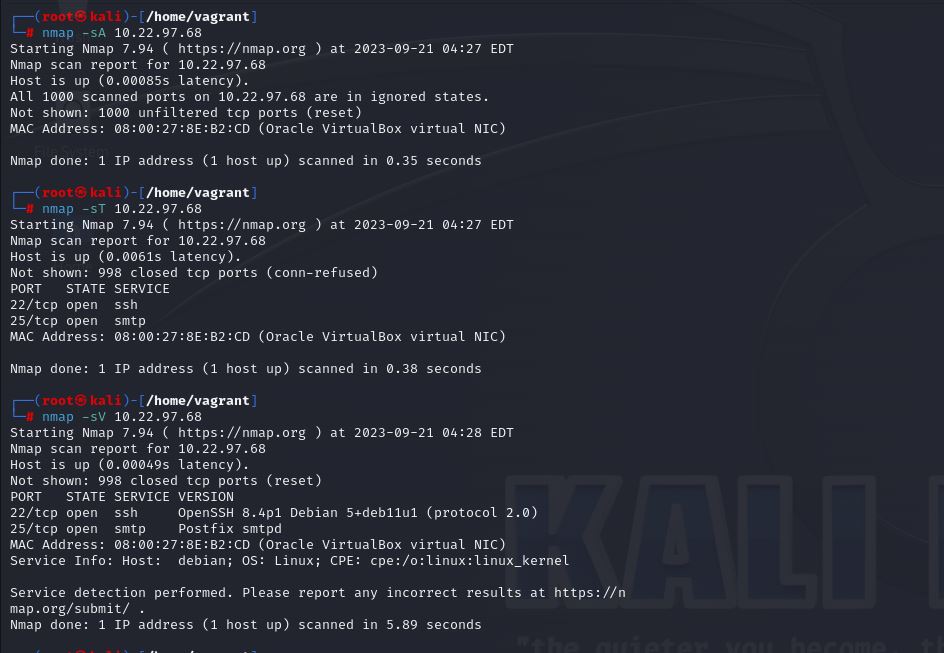 ┌──(root㉿kali)-[/home/vagrant]
└─# nmap -sA 10.22.97.68
Starting Nmap 7.94 ( https://nmap.org ) at 2023-09-21 04:27 EDT
Nmap scan report for 10.22.97.68
Host is up (0.00085s latency).
All 1000 scanned ports on 10.22.97.68 are in ignored states.
Not shown: 1000 unfiltered tcp ports (reset)
MAC Address: 08:00:27:8E:B2:CD (Oracle VirtualBox virtual NIC)
File System
Nmap done: 1 IP address (1 host up) scanned in 0.35 seconds
┌──(root㉿kali)-[/home/vagrant]
└─# nmap -sT 10.22.97.68
Starting Nmap 7.94 ( https://nmap.org ) at 2023-09-21 04:27 EDT
Nmap scan report for 10.22.97.68
Host is up (0.0061s latency).
Not shown: 998 closed tcp ports (conn-refused)
PORT   STATE SERVICE
22/tcp open  ssh
25/tcp open  smtp
MAC Address: 08:00:27:8E:B2:CD (Oracle VirtualBox virtual NIC)
Nmap done: 1 IP address (1 host up) scanned in 0.38 seconds
┌──(root㉿kali)-[/home/vagrant]
└─# nmap -sV 10.22.97.68
Starting Nmap 7.94 ( https://nmap.org ) at 2023-09-21 04:28 EDT
Nmap scan report for 10.22.97.68
Host is up (0.00049s latency).
Not shown: 998 closed tcp ports (reset)
PORT   STATE SERVICE VERSION
22/tcp open  ssh     OpenSSH 8.4p1 Debian 5+deb11u1 (protocol 2.0)
25/tcp open  smtp    Postfix smtpd
MAC Address: 08:00:27:8E:B2:CD (Oracle VirtualBox virtual NIC)
Service Info: Host:  debian; OS: Linux; CPE: cpe:/o:linux:linux_kernel
Service detection performed. Please report any incorrect results at https://n
map.org/submit/ .
Nmap done: 1 IP address (1 host up) scanned in 5.89 seconds
KALI
"the quieter you become, th